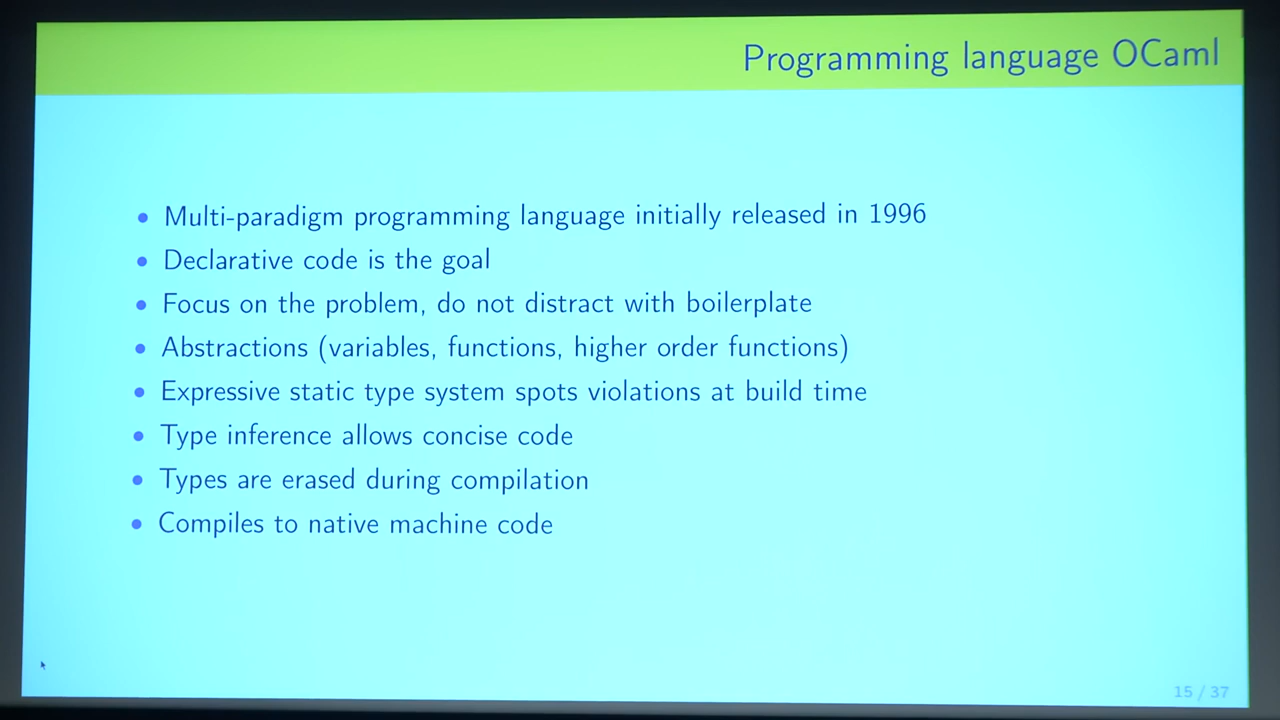 Programming language OCaml
• Multi-paradigm programming language initially released in 1996
• Declarative code is the goal
• Focus on the problem, do not distract with boilerplate
• Abstractions (variables, functions, higher order functions)
• Expressive static type system spots violations at build time
• Type inference allows concise code
• Types are erased during compilation
• Compiles to native machine code
15 / 37